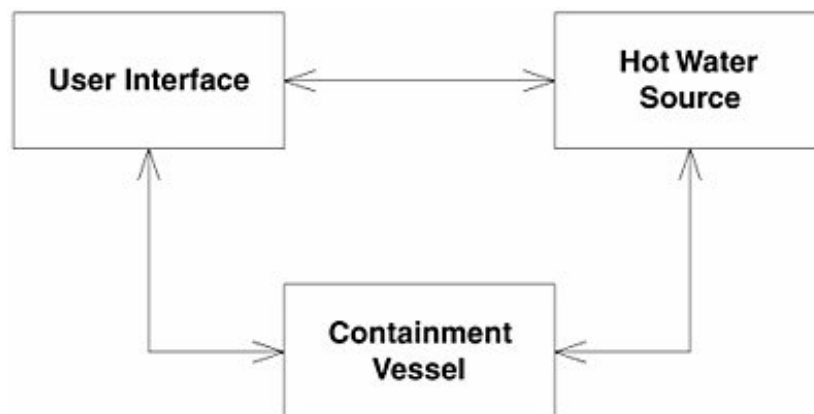 User Interface
Hot Water
Source
Containment
Vessel